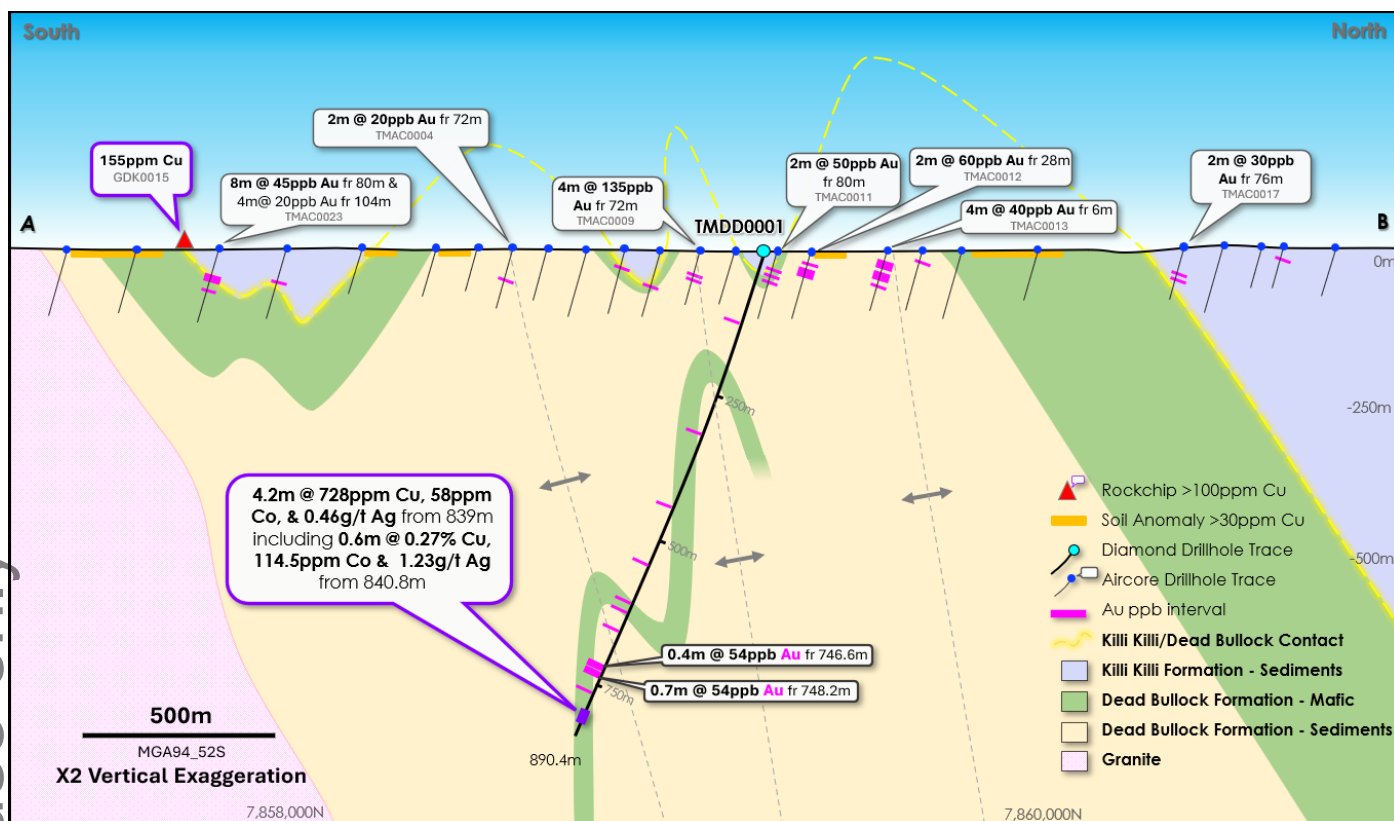 South
North
2m @ 20ppb Au fr 72m
TMAC0004
155ppm Cu
GDK0015
8m @ 45ppb Au fr 80m &
4m@ 20ppb Au fr 104m
TMAC0023
4m @ 135ppb
Au fr 72m
TMAC0009
2m @ 50ppb Au
fr 80m
TMAC0011
2m @ 60ppb Au fr 28m
TMAC0012
4m @ 40ppb Au fr 6m
TMAC0013
2m @ 30ppb
Au fr 76m
TMAC0017
A
TMDD0001
B
0m
250m
-250m
500m
-500m
750m
4.2m @ 728ppm Cu, 58ppm
Co, & 0.46g/t Ag from 839m
including 0.6m @ 0.27% Cu,
114.5ppm Co & 1.23g/t Ag
from 840.8m
0.4m @ 54ppb Au fr 746.6m
0.7m @ 54ppb Au fr 748.2m
890.4m
Rockchip >100ppm Cu
Soil Anomaly >30ppm Cu
Diamond Drillhole Trace
Aircore Drillhole Trace
Au ppb interval
Killi Killi/Dead Bullock Contact
Killi Killi Formation - Sediments
Dead Bullock Formation - Mafic
Dead Bullock Formation - Sediments
Granite
500m
MGA94_52S
X2 Vertical Exaggeration
7,858,000N
7,860,000N